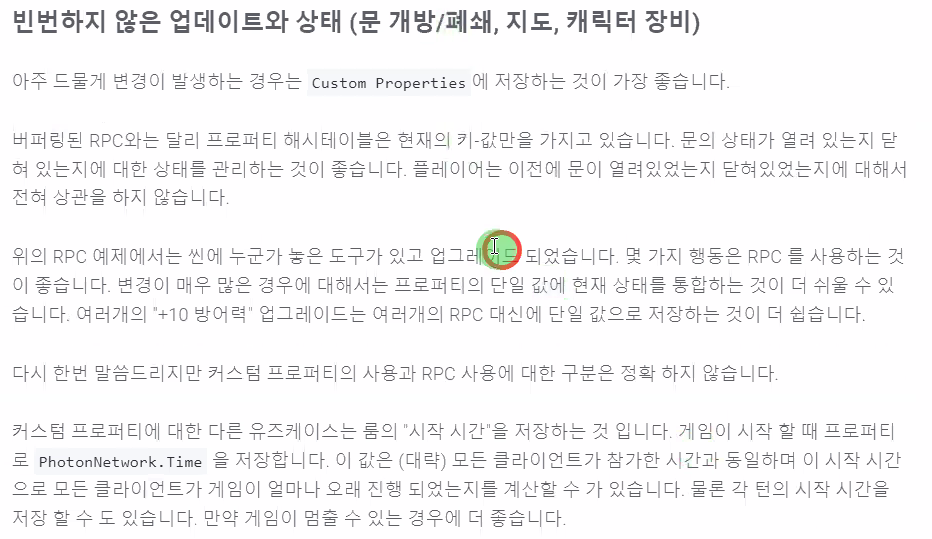 빈번하지 않은 업데이트와 상태 (문 개방/폐쇄, 지도, 캐릭터 장비)
아주 드물게 변경이 발생하는 경우는 Custom Properties 에 저장하는 것이 가장 좋습니다.
버퍼링된 RPC와는 달리 프로퍼티 해시테이블은 현재의 키-값만을 가지고 있습니다. 문의 상태가 열려 있는지 닫
혀 있는지에 대한 상태를 관리하는 것이 좋습니다. 플레이어는 이전에 문이 열려있었는지 닫혀있었는지에 대해서
전혀 상관을 하지 않습니다.
위의 RPC 예제에서는 씬에 누군가 놓은 도구가 있고 업그레이드 되었습니다. 몇 가지 행동은 RPC 를 사용하는 것
이 좋습니다. 변경이 매우 많은 경우에 대해서는 프로퍼티의 단일 값에 현재 상태를 통합하는 것이 더 쉬울 수 있
습니다. 여러개의 "+10 방어력" 업그레이드는 여러개의 RPC 대신에 단일 값으로 저장하는 것이 더 쉽습니다.
다시 한번 말씀드리지만 커스텀 프로퍼티의 사용과 RPC 사용에 대한 구분은 정확 하지 않습니다.
커스텀 프로퍼티에 대한 다른 유즈케이스는 룸의 "시작 시간"을 저장하는 것 입니다. 게임이 시작 할 때 프로퍼티
로 PhotonNetwork.Time 을 저장합니다. 이 값은 (대략) 모든 클라이언트가 참가한 시간과 동일하며 이 시작 시간
으로 모든 클라이언트가 게임이 얼마나 오래 진행 되었는지를 계산할 수 가 있습니다. 물론 각 턴의 시작 시간을
저장 할 수 도 있습니다. 만약 게임이 멈출 수 있는 경우에 더 좋습니다.